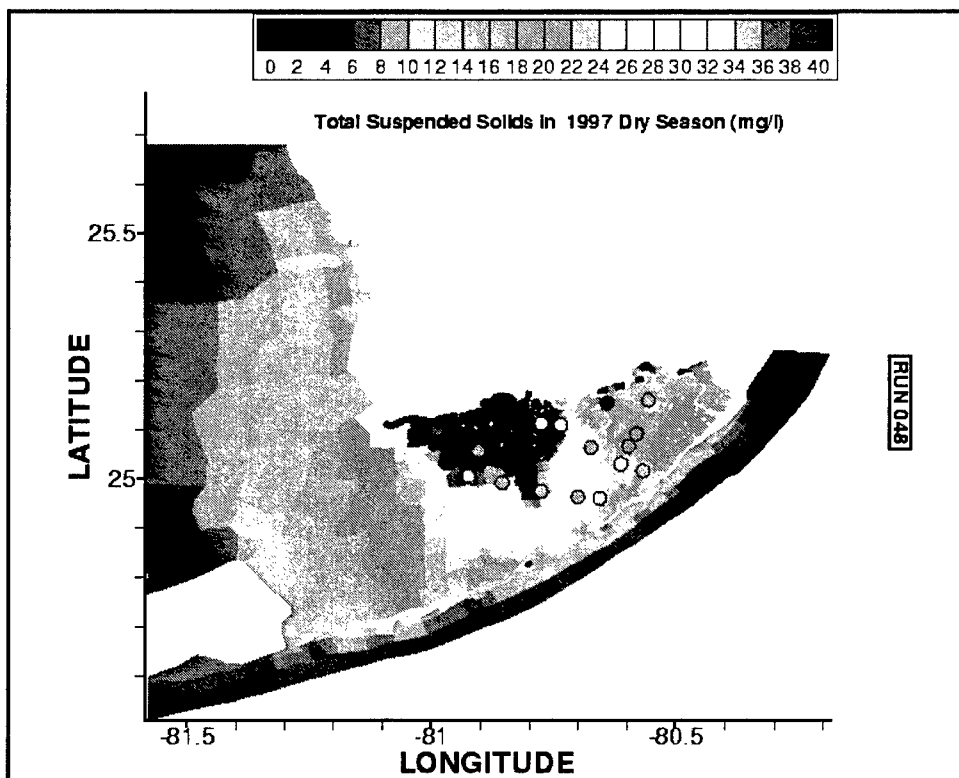 0 2 4 6 8 10 12 14 16 18 20 22 24 26 28 30 32 34 36 38 40
Total Suspended Solids in 1997 Dry Season (mg/l)
25.5
LATITUDE
25
RUN 048
-81.5 -81 -80.5
LONGITUDE